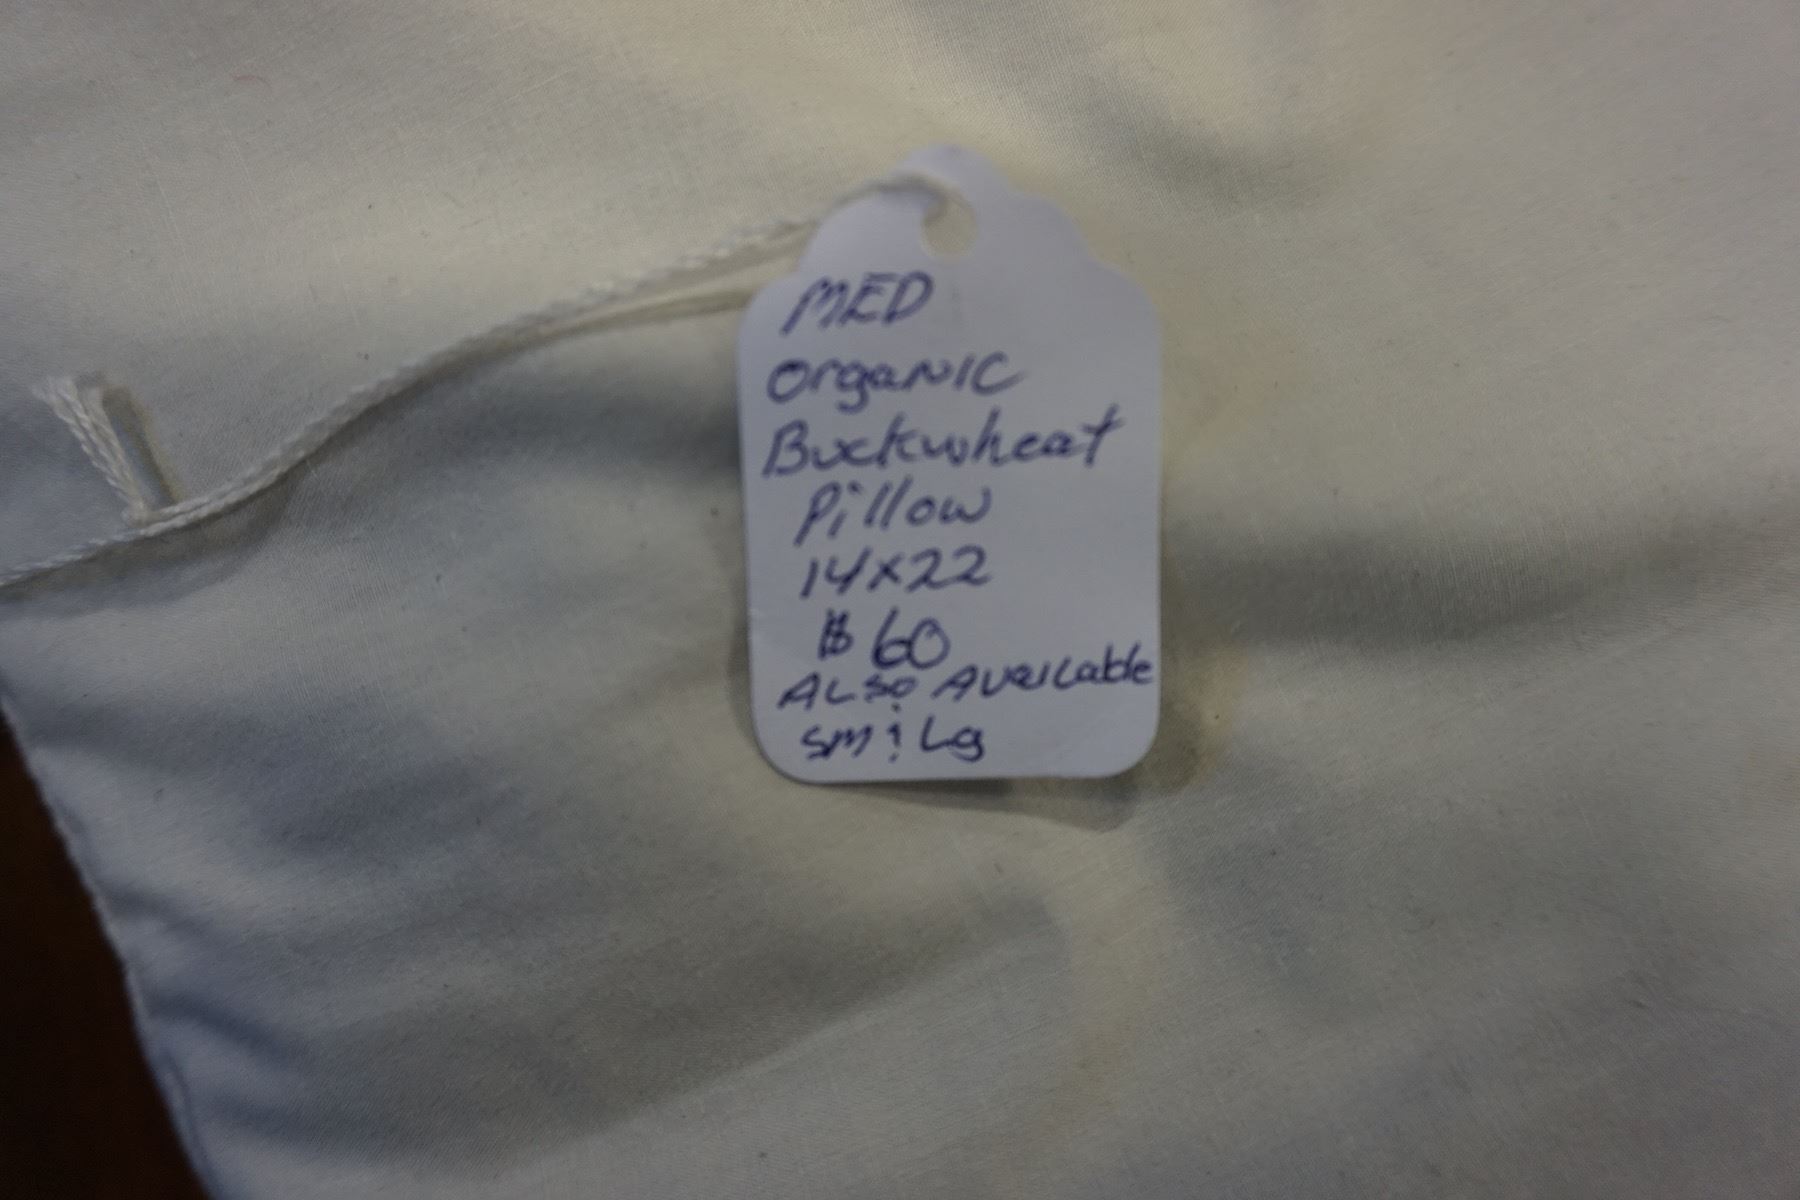 MED
organic
Buckwheat
Pillow
14x22
$60
Also Available
sm & Lg